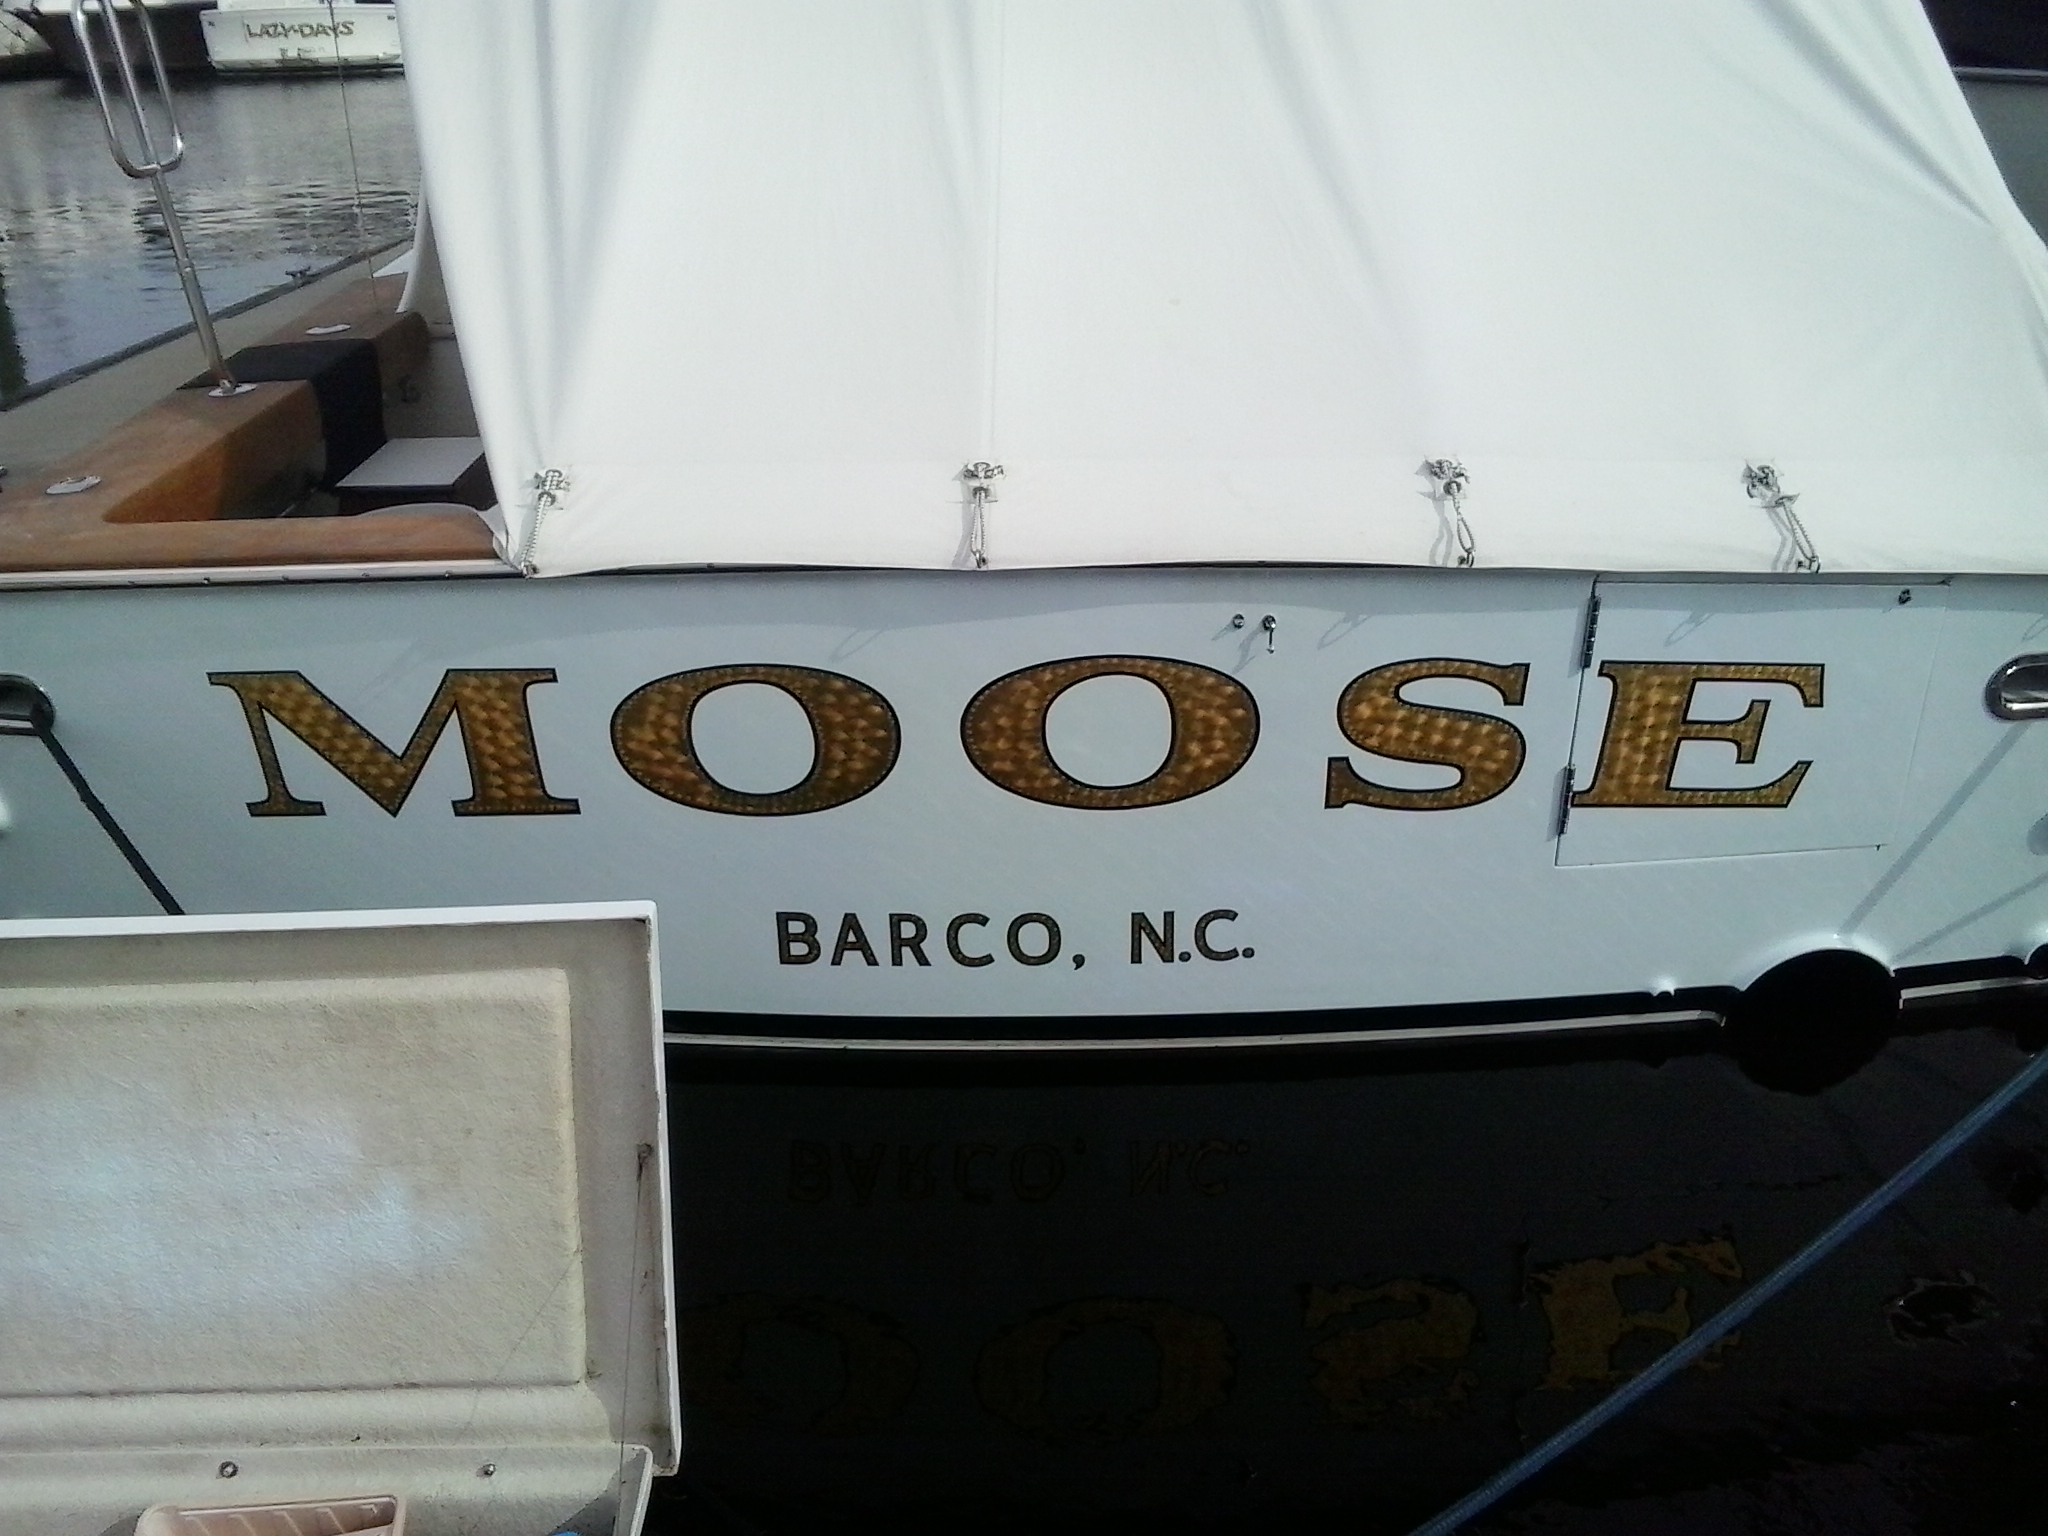 LAZY-DAYS
MOOSE
BARCO, N.C.